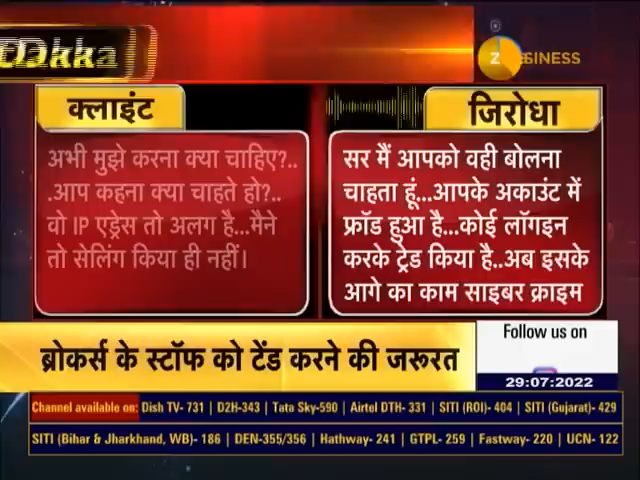 akka
Z BUSINESS
क्लाइंट
अभी मुझे करना क्या चाहिए?..
.आप कहना क्या चाहते हो?..
वो IP एड्रेस तो अलग है...मैने
तो सेलिंग किया ही नहीं।
जिरोधा
सर मैं आपको वही बोलना
चाहता हूं...आपके अकाउंट में
फ्रॉड हुआ है...कोई लॉगइन
करके ट्रेड किया है..अब इसके
आगे का काम साइबर क्राइम
ब्रोकर्स के स्टॉफ को टेंड करने की जरूरत
Follow us on
29:07:2022
Channel available on: Dish TV- 731 | D2H-343 | Tata Sky-590 | Airtel DTH- 331 | SITI (ROI)- 404 | SITI (Gujarat)- 429
SITI (Bihar & Jharkhand, WB)- 186 | DEN-355/356 | Hathway- 241 | GTPL- 259 | Fastway- 220 | UCN- 122